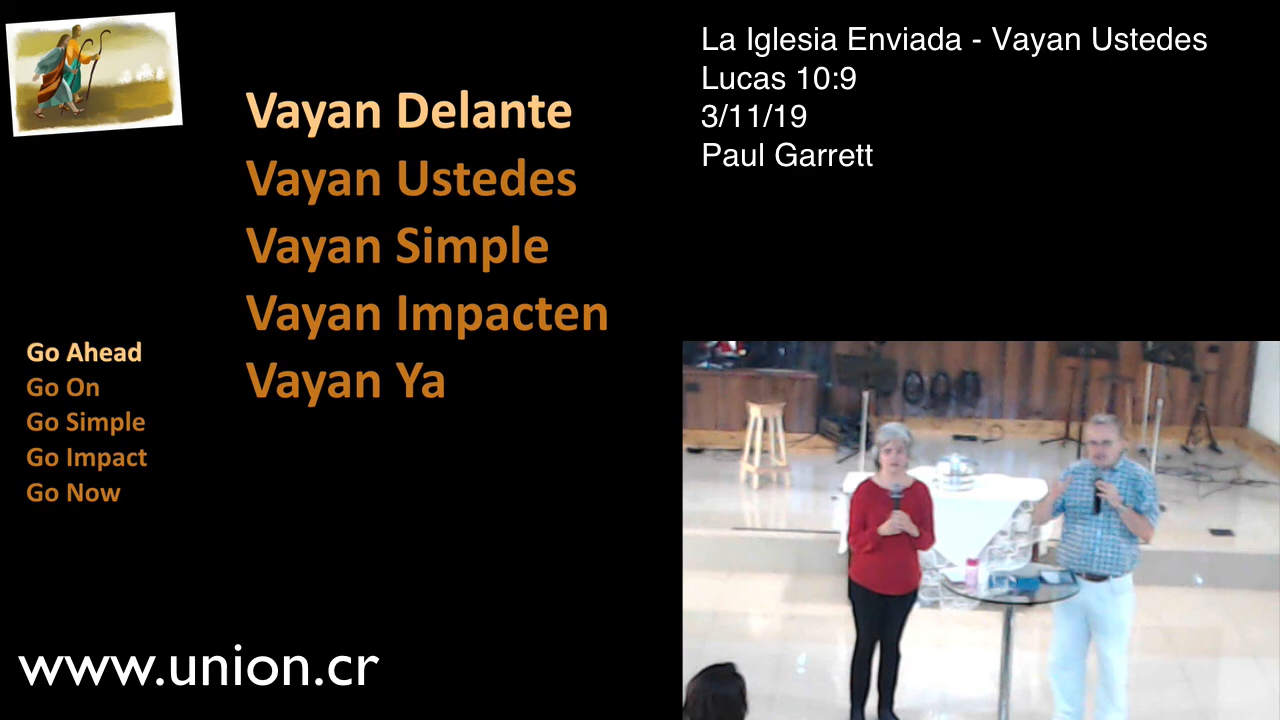 Vayan Delante
Vayan Ustedes
Vayan Simple
Vayan Impacten
Vayan Ya
Go Ahead
Go On
Go Simple
Go Impact
Go Now
www.union.cr
La Iglesia Enviada - Vayan Ustedes
Lucas 10:9
3/11/19
Paul Garrett